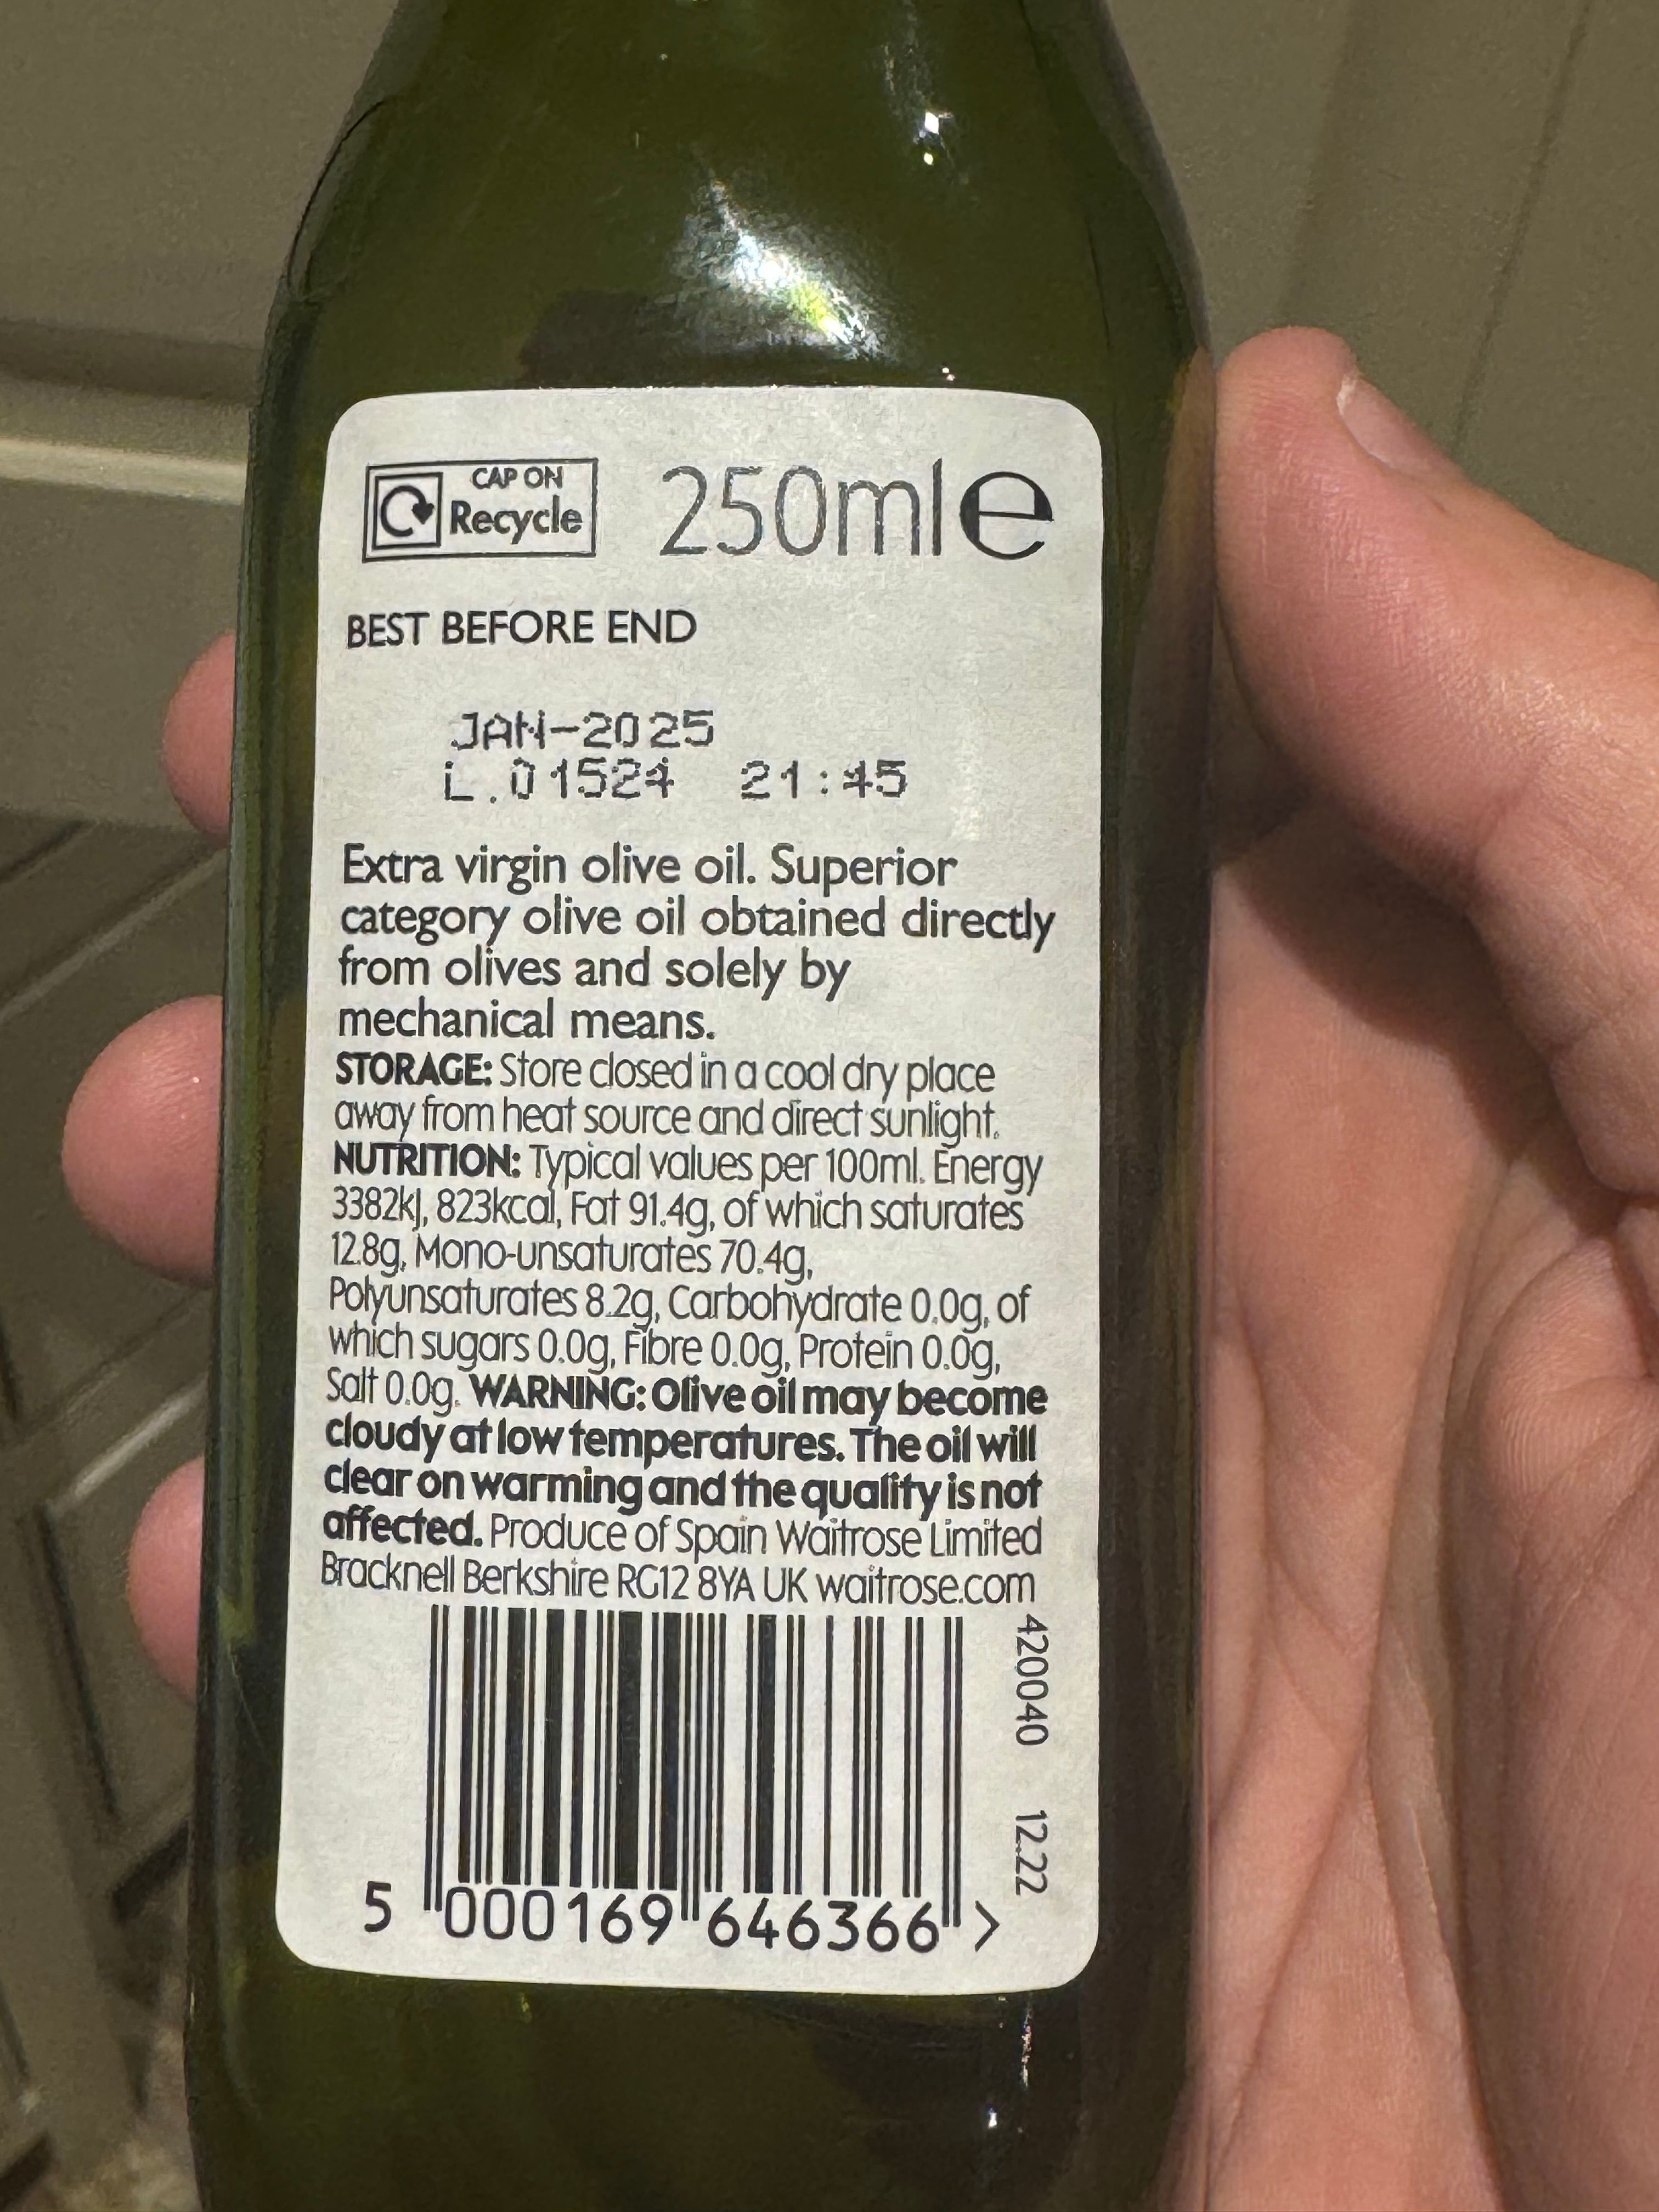 CAP ON
Recycle
250ml e
BEST BEFORE END
JAN-2025
L.01524 21:45
Extra virgin olive oil. Superior
category olive oil obtained directly
from olives and solely by
mechanical means.
STORAGE: Store closed in a cool dry place
away from heat source and direct sunlight.
NUTRITION: Typical values per 100ml. Energy
3382kJ, 823kcal, Fat 91.4g, of which saturates
12.8g, Mono-unsaturates 70.4g,
Polyunsaturates 8.2g, Carbohydrate 0.0g, of
which sugars 0.0g, Fibre 0.0g, Protein 0.0g,
Salt 0.0g. WARNING: Olive oil may become
cloudy at low temperatures. The oil will
clear on warming and the quality is not
affected. Produce of Spain Waitrose Limited
Bracknell Berkshire RG12 8YA UK waitrose.com
420040 12.22
5 000169 646366 >